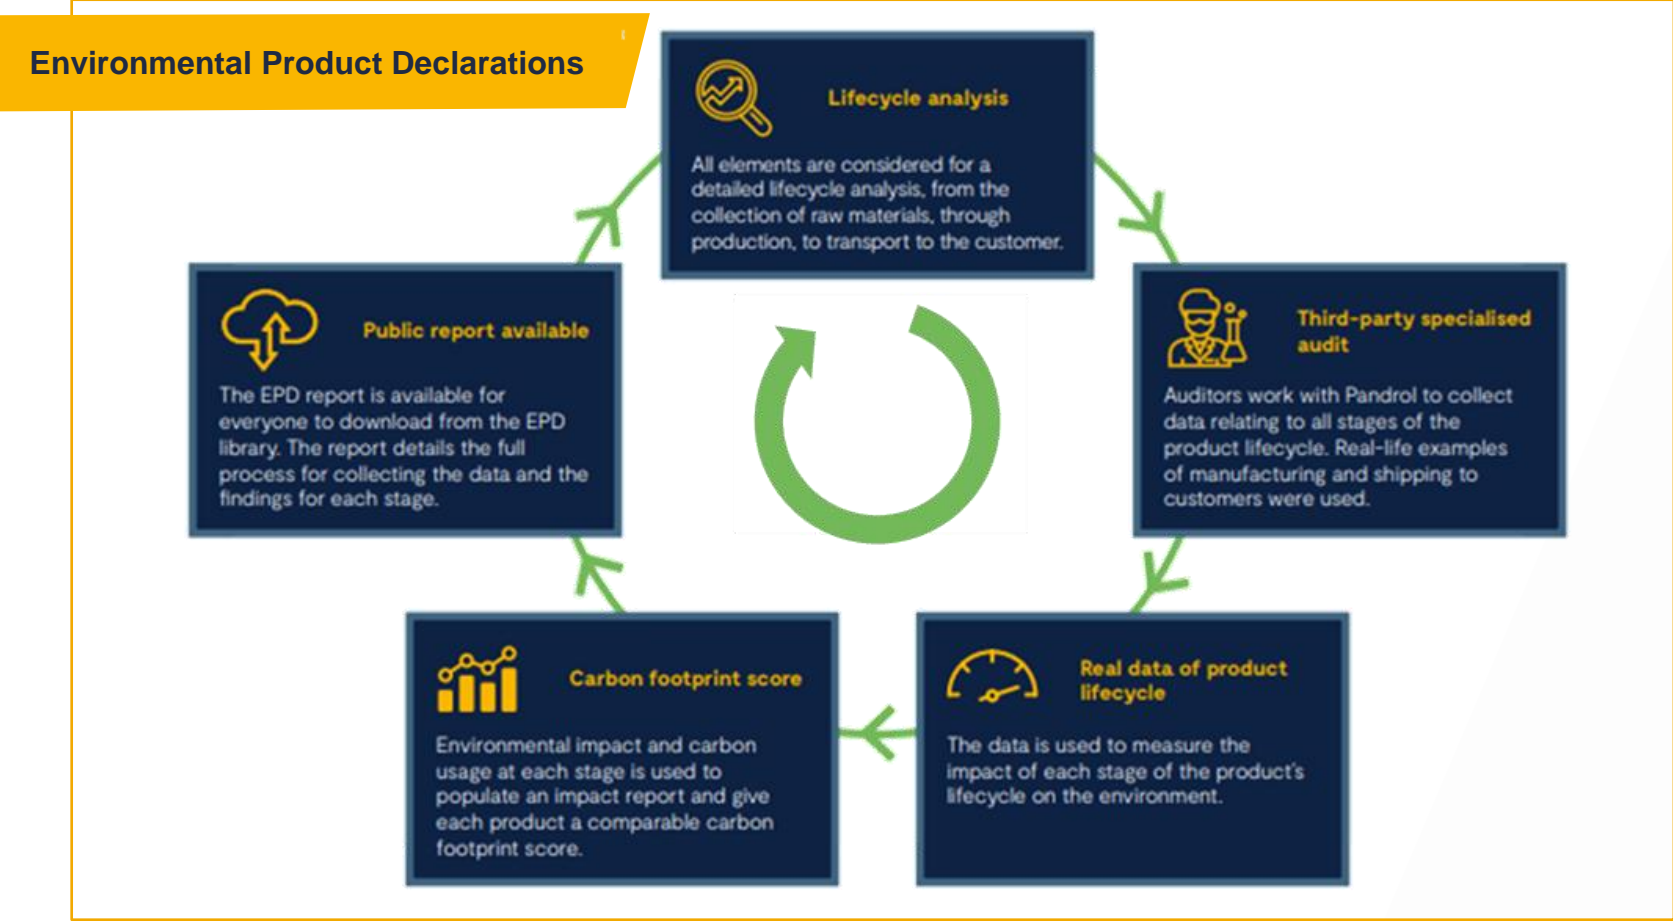 Environmental Product Declarations
Lifecycle analysis
All elements are considered for a
detailed lifecycle analysis, from the
collection of raw materials, through
production, to transport to the customer.
Third-party specialised
audit
Auditors work with Pandrol to collect
data relating to all stages of the
product lifecycle. Real-life examples
of manufacturing and shipping to
customers were used.
Real data of product
lifecycle
The data is used to measure the
impact of each stage of the product's
lifecycle on the environment.
Carbon footprint score
Environmental impact and carbon
usage at each stage is used to
populate an impact report and give
each product a comparable carbon
footprint score.
Public report available
The EPD report is available for
everyone to download from the EPD
library. The report details the full
process for collecting the data and the
findings for each stage.